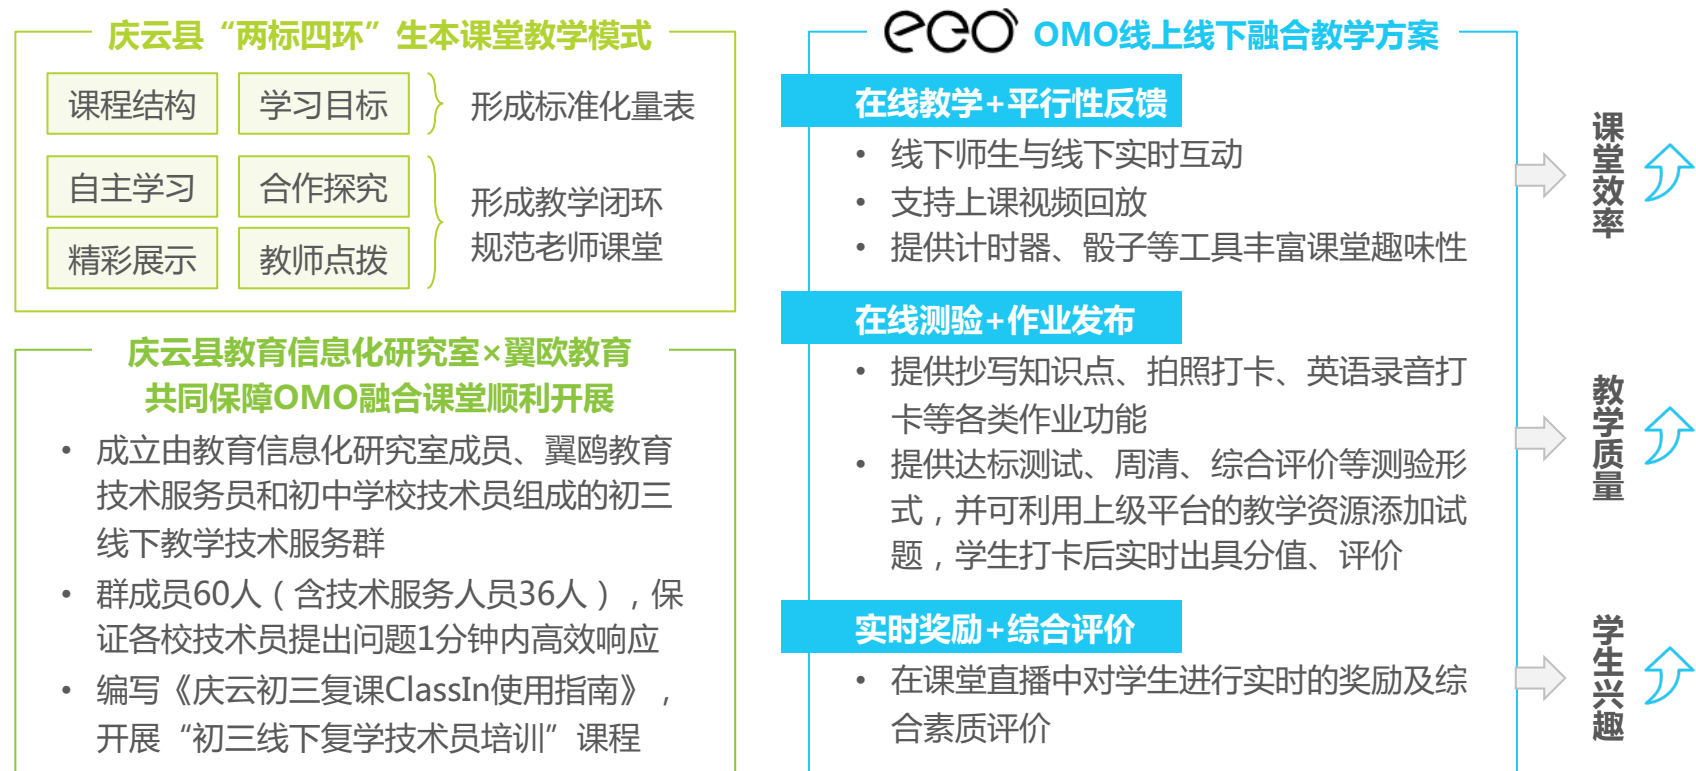 庆云县“两标四环”生本课堂教学模式
课程结构
学习目标
形成标准化量表
自主学习
合作探究
精彩展示
教师点拨
形成教学闭环
规范老师课堂
庆云县教育信息化研究室×翼欧教育
共同保障OMO融合课堂顺利开展
• 成立由教育信息化研究室成员、翼鸥教育
技术服务员和初中学校技术员组成的初三
线下教学技术服务群
• 群成员60人（含技术服务人员36人），保
证各校技术员提出问题1分钟内高效响应
• 编写《庆云初三复课ClassIn使用指南》，
开展“初三线下复学技术员培训”课程
eeo OMO线上线下融合教学方案
在线教学+平行性反馈
• 线下师生与线下实时互动
• 支持上课视频回放
• 提供计时器、骰子等工具丰富课堂趣味性
在线测验+作业发布
• 提供抄写知识点、拍照打卡、英语录音打
卡等各类作业功能
• 提供达标测试、周清、综合评价等测验形
式，并可利用上级平台的教学资源添加试
题，学生打卡后实时出具分值、评价
实时奖励+综合评价
• 在课堂直播中对学生进行实时的奖励及综
合素质评价
课堂效率
教学质量
学生兴趣